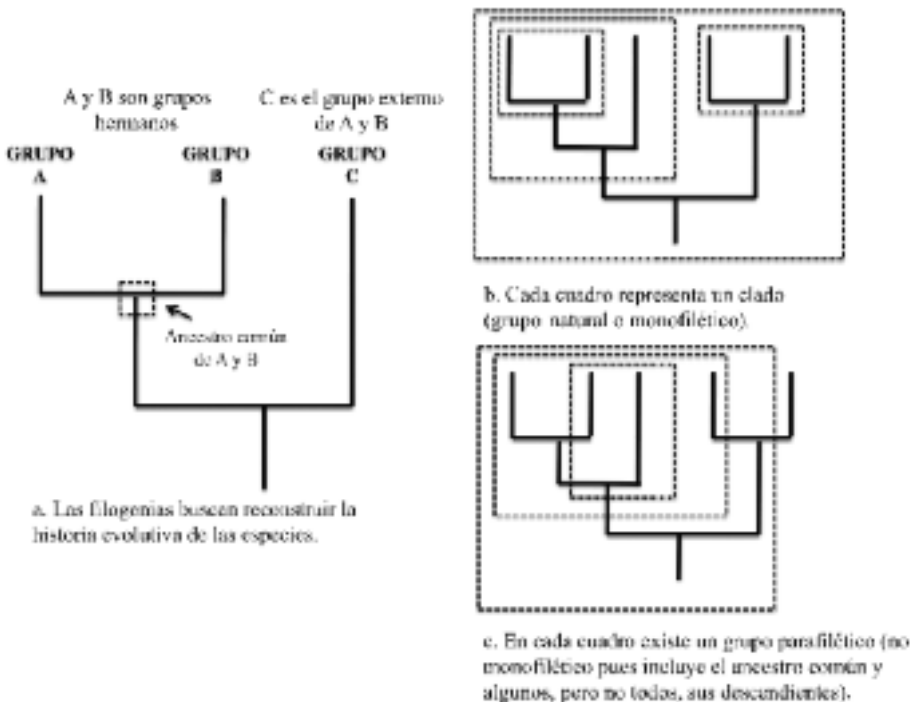 A y B son grupos
hermanos
C es el grupo externo
de A y B
GRUPO
A
GRUPO
B
GRUPO
C
Ancestro común
de A y B
a. Las filogenias buscan reconstruir la
historia evolutiva de las especies.
b. Cada cuadro representa un clado
(grupo natural o monofilético).
c. En cada cuadro existe un grupo parafilético (no
monofilético pues incluye el ancestro común y
algunos, pero no todos, sus descendientes).